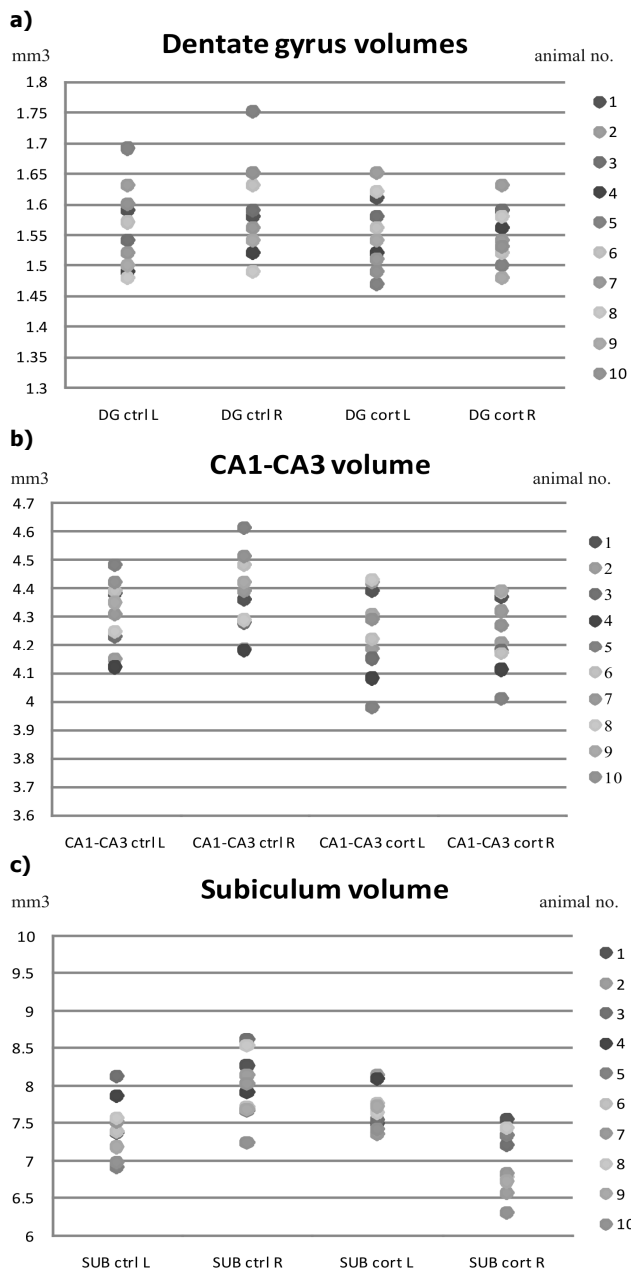 a)
Dentate gyrus volumes
mm3
animal no.
1.8
1.75
1.7
1.65
1.6
1.55
1.5
1.45
1.4
1.35
1.3
DG ctrl L
DG ctrl R
DG cort L
DG cort R
1
2
3
4
5
6
7
8
9
10
b)
CA1-CA3 volume
mm3
animal no.
4.7
4.6
4.5
4.4
4.3
4.2
4.1
4
3.9
3.8
3.7
3.6
CA1-CA3 ctrl L
CA1-CA3 ctrl R
CA1-CA3 cort L
CA1-CA3 cort R
1
2
3
4
5
6
7
8
9
10
c)
Subiculum volume
mm3
animal no.
10
9.5
9
8.5
8
7.5
7
6.5
6
SUB ctrl L
SUB ctrl R
SUB cort L
SUB cort R
1
2
3
4
5
6
7
8
9
10